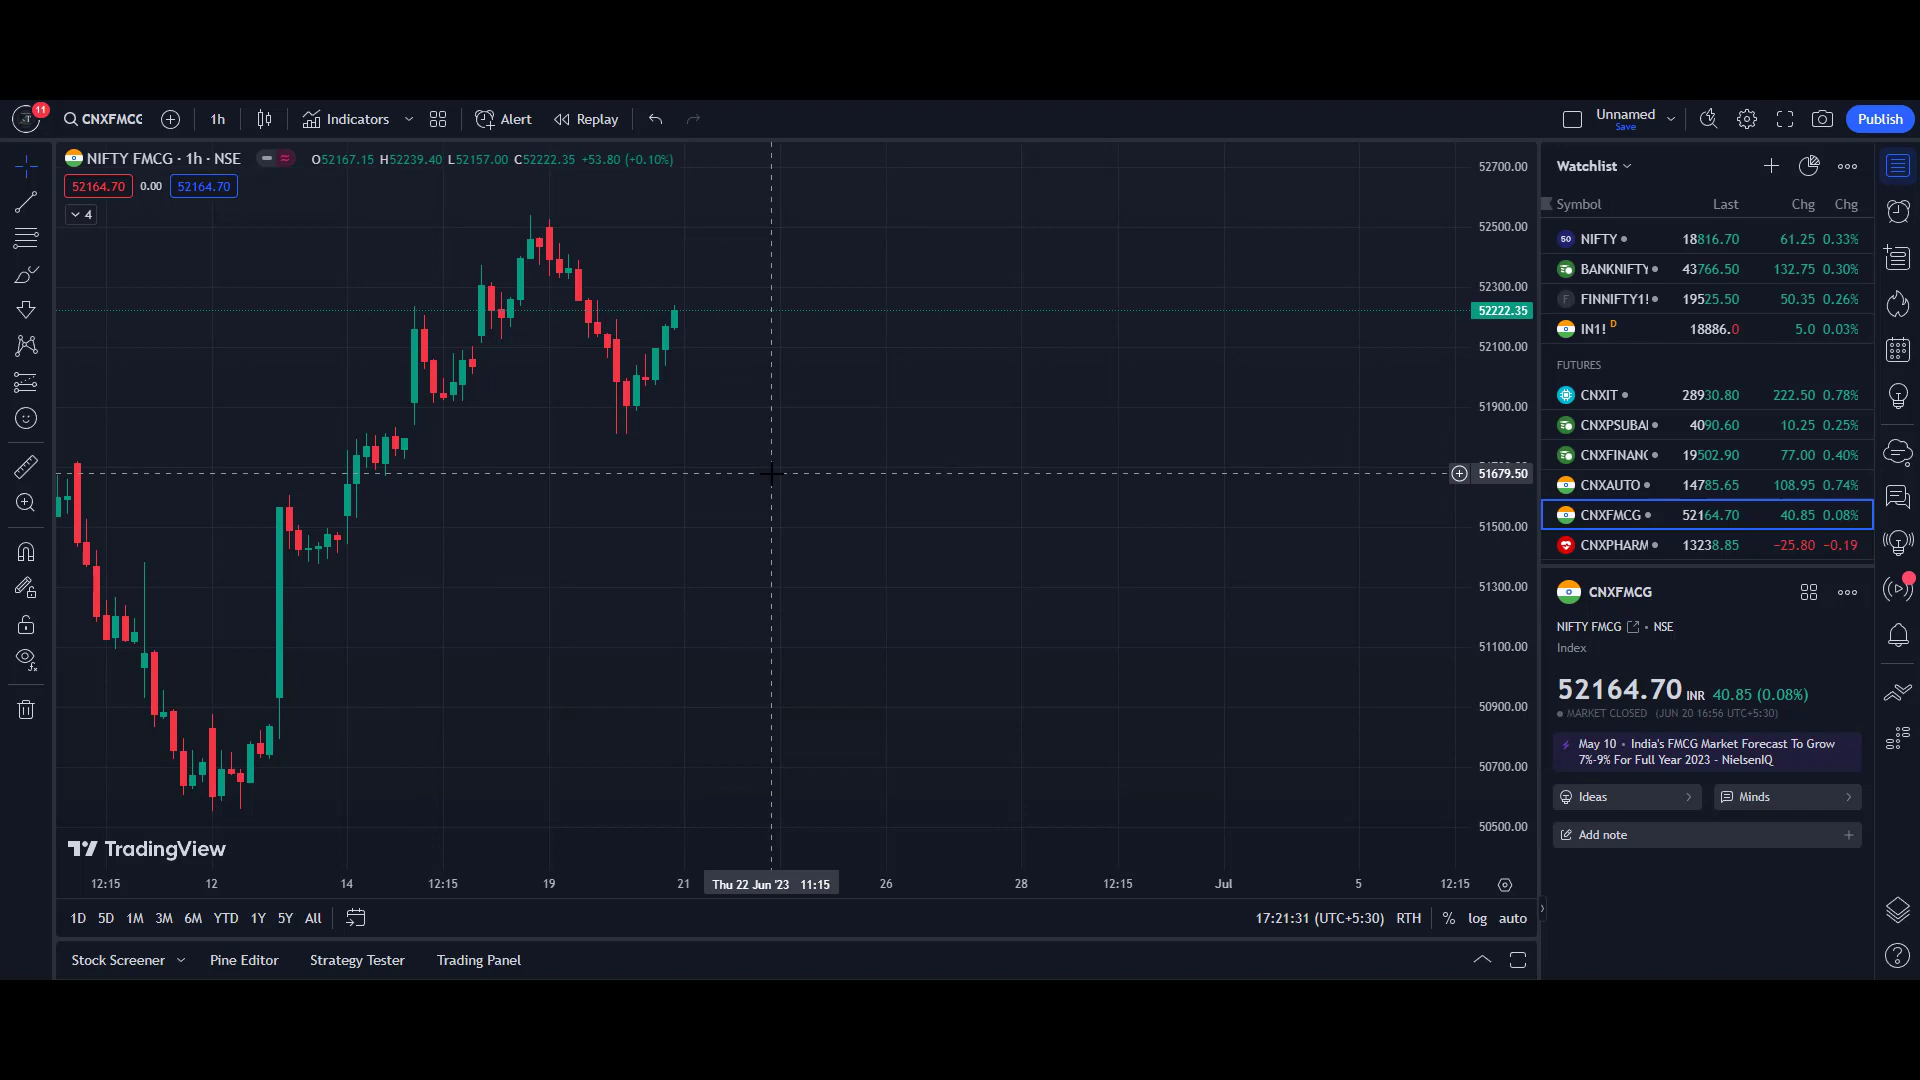 11
CNXFMCG
1h
Indicators
Alert
Replay
Unnamed
Save
Publish
NIFTY FMCG · 1h · NSE
O52167.15 H52239.40 L52157.00 C52222.35 +53.80 (+0.10%)
52164.70 0.00 52164.70
4
52700.00
52500.00
52300.00
52222.35
52100.00
51900.00
51679.50
51500.00
51300.00
51100.00
50900.00
50700.00
50500.00
TradingView
12:15 12 14 12:15 19 21 Thu 22 Jun '23 11:15 26 28 12:15 Jul 5 12:15
1D 5D 1M 3M 6M YTD 1Y 5Y All
17:21:31 (UTC+5:30) RTH % log auto
Stock Screener Pine Editor Strategy Tester Trading Panel
Watchlist
Symbol Last Chg Chg
50 NIFTY 18816.70 61.25 0.33%
BANKNIFTY 43766.50 132.75 0.30%
F FINNIFTY1! 19525.50 50.35 0.26%
IN1! D 18886.0 5.0 0.03%
FUTURES
CNXIT 28930.80 222.50 0.78%
CNXPSUBAI 4090.60 10.25 0.25%
CNXFINANC 19502.90 77.00 0.40%
CNXAUTO 14785.65 108.95 0.74%
CNXFMCG 52164.70 40.85 0.08%
CNXPHARM 13238.85 −25.80 −0.19
CNXFMCG
NIFTY FMCG · NSE
Index
52164.70 INR 40.85 (0.08%)
MARKET CLOSED (JUN 20 16:56 UTC+5:30)
May 10 · India's FMCG Market Forecast To Grow
7%-9% For Full Year 2023 - NielsenIQ
Ideas
Minds
Add note